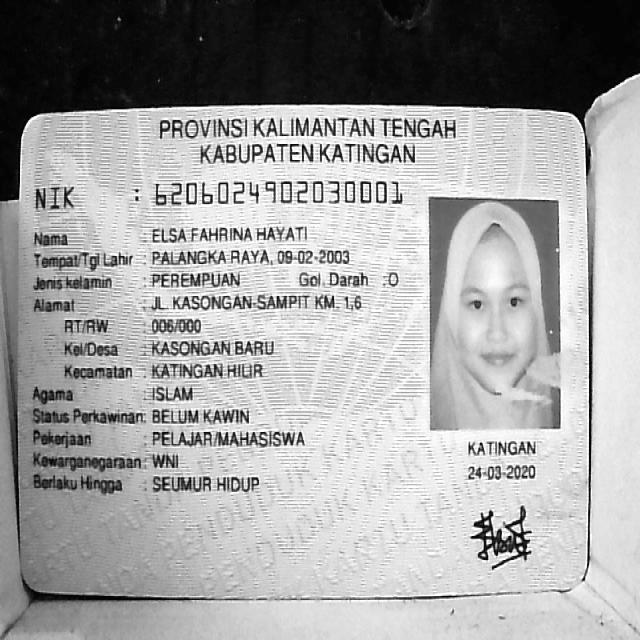 PROVINSI KALIMANTAN TENGAH
KABUPATEN KATINGAN
NIK : 6206024902030001
Nama : ELSA FAHRINA HAYATI
Tempat/Tgl Lahir : PALANGKA RAYA, 09-02-2003
Jenis kelamin : PEREMPUAN Gol. Darah : O
Alamat : JL. KASONGAN-SAMPIT KM. 1,6
RT/RW : 006/000
Kel/Desa : KASONGAN BARU
Kecamatan : KATINGAN HILIR
Agama : ISLAM
Status Perkawinan: BELUM KAWIN
Pekerjaan : PELAJAR/MAHASISWA
Kewarganegaraan : WNI
Berlaku Hingga : SEUMUR HIDUP
KATINGAN
24-03-2020